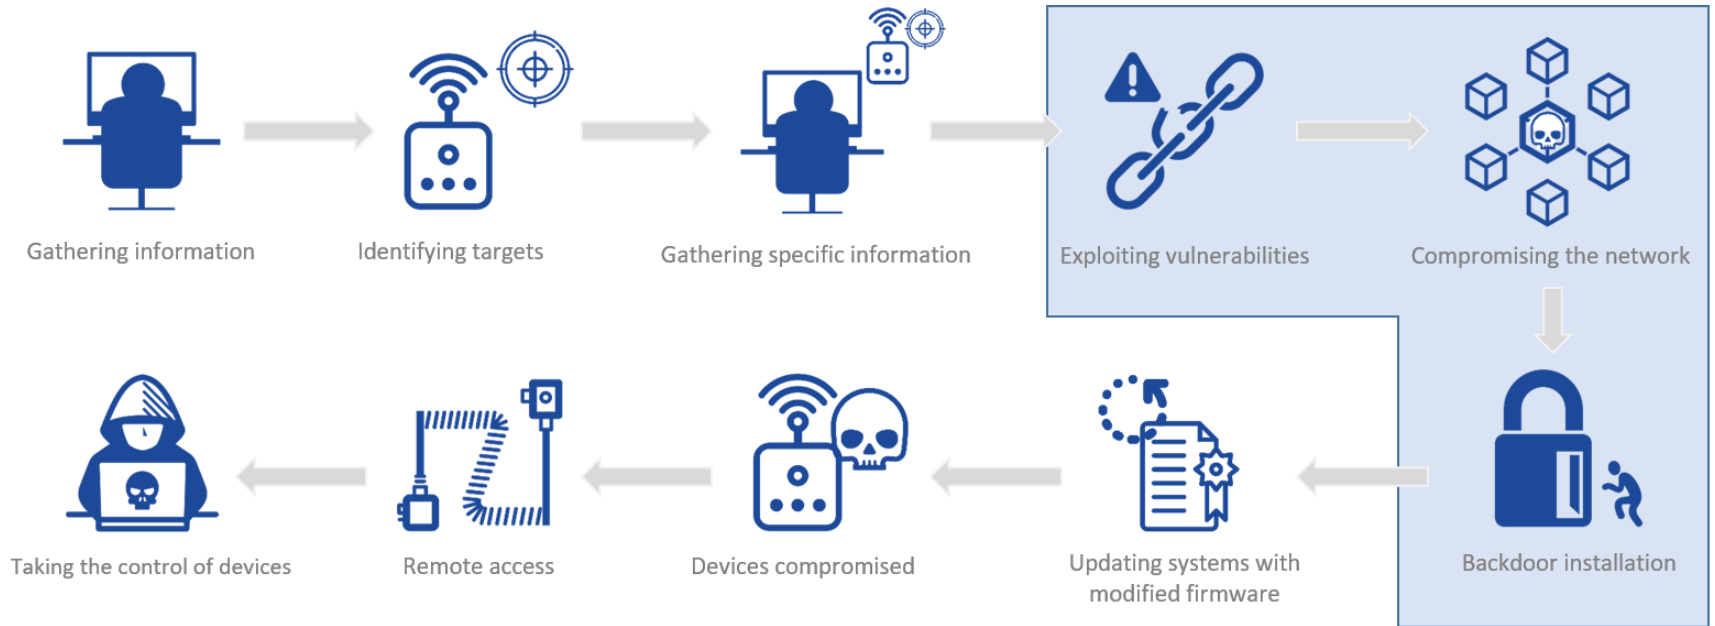 Gathering information
Identifying targets
Gathering specific information
Exploiting vulnerabilities
Compromising the network
Taking the control of devices
Remote access
Devices compromised
Updating systems with
modified firmware
Backdoor installation